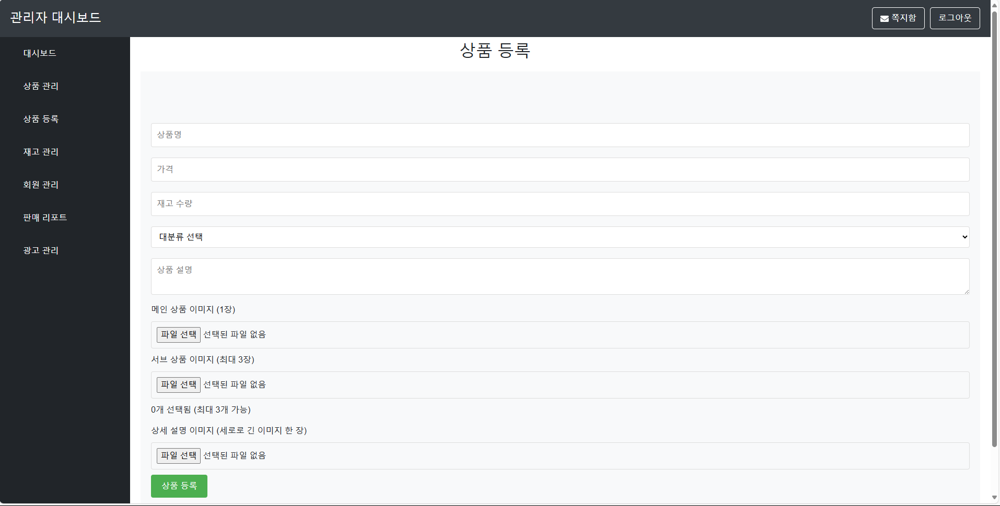 관리자 대시보드
쪽지함
로그아웃
대시보드
상품 관리
상품 등록
재고 관리
회원 관리
판매 리포트
광고 관리
상품 등록
상품명
가격
재고 수량
대분류 선택
상품 설명
메인 상품 이미지 (1장)
파일 선택 선택된 파일 없음
서브 상품 이미지 (최대 3장)
파일 선택 선택된 파일 없음
0개 선택됨 (최대 3개 가능)
상세 설명 이미지 (세로로 긴 이미지 한 장)
파일 선택 선택된 파일 없음
상품 등록